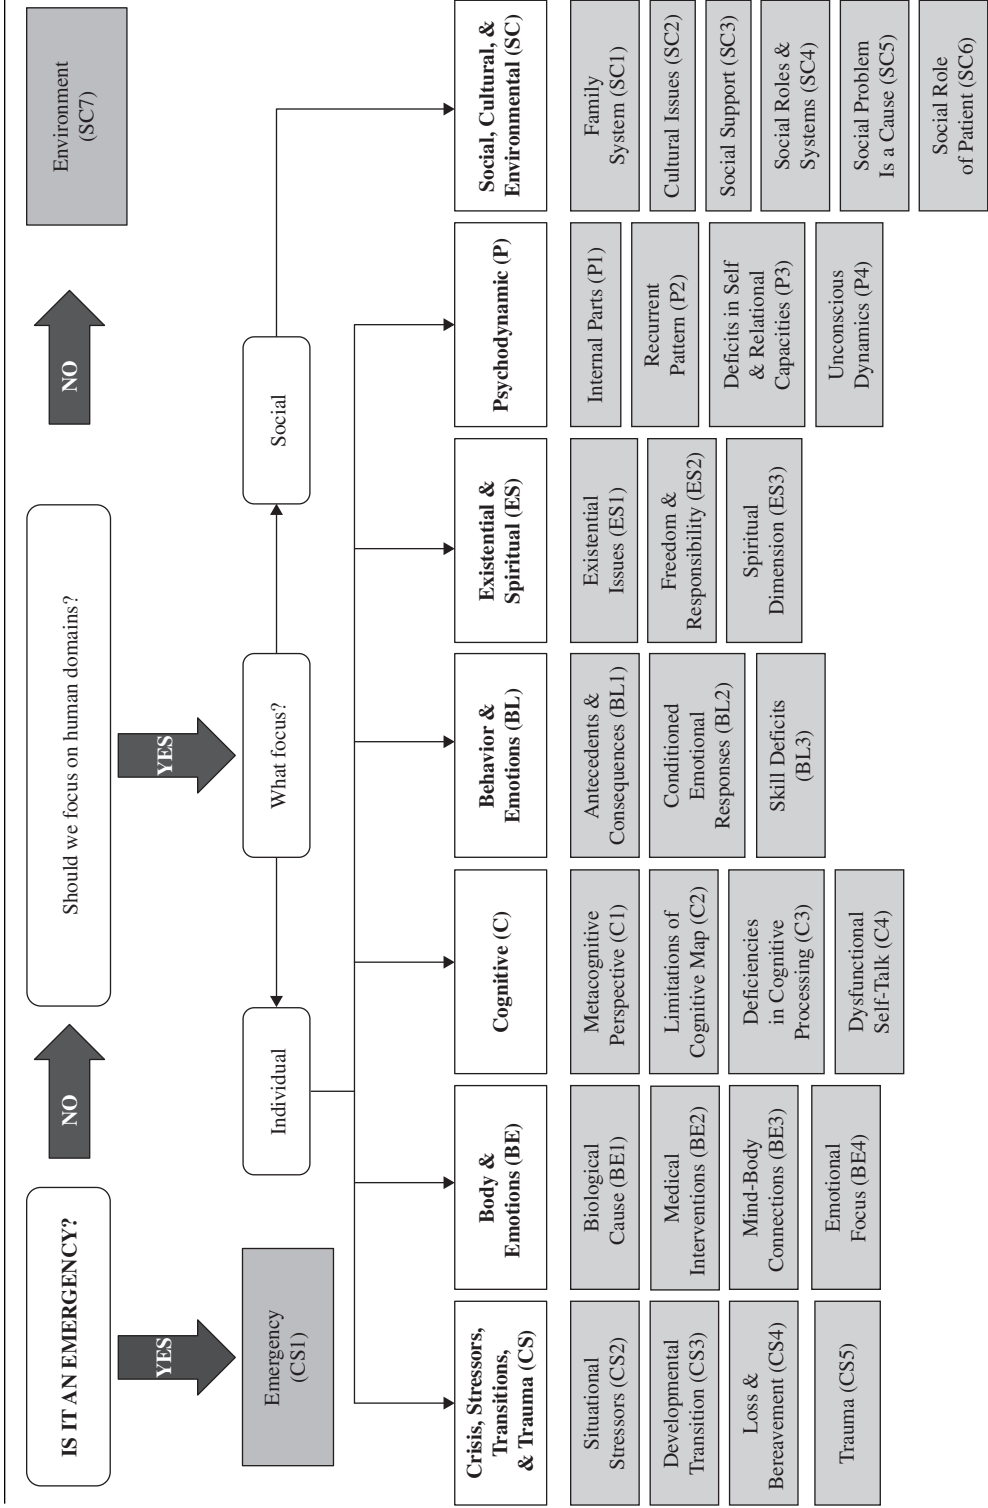 IS IT AN EMERGENCY?
NO
Should we focus on human domains?
NO
Environment
(SC7)
YES
YES
Emergency
(CS1)
Individual
What focus?
Social
Crisis, Stressors,
Transitions,
& Trauma (CS)
Situational
Stressors (CS2)
Developmental
Transition (CS3)
Loss &
Bereavement (CS4)
Trauma (CS5)
Body &
Emotions (BE)
Biological
Cause (BE1)
Medical
Interventions (BE2)
Mind-Body
Connections (BE3)
Emotional
Focus (BE4)
Cognitive (C)
Metacognitive
Perspective (C1)
Limitations of
Cognitive Map (C2)
Deficiencies
in Cognitive
Processing (C3)
Dysfunctional
Self-Talk (C4)
Behavior &
Emotions (BL)
Antecedents &
Consequences (BL1)
Conditioned
Emotional
Responses (BL2)
Skill Deficits
(BL3)
Existential &
Spiritual (ES)
Existential
Issues (ES1)
Freedom &
Responsibility (ES2)
Spiritual
Dimension (ES3)
Psychodynamic (P)
Internal Parts (P1)
Recurrent
Pattern (P2)
Deficits in Self
& Relational
Capacities (P3)
Unconscious
Dynamics (P4)
Social, Cultural, &
Environmental (SC)
Family
System (SC1)
Cultural Issues (SC2)
Social Support (SC3)
Social Roles &
Systems (SC4)
Social Problem
Is a Cause (SC5)
Social Role
of Patient (SC6)